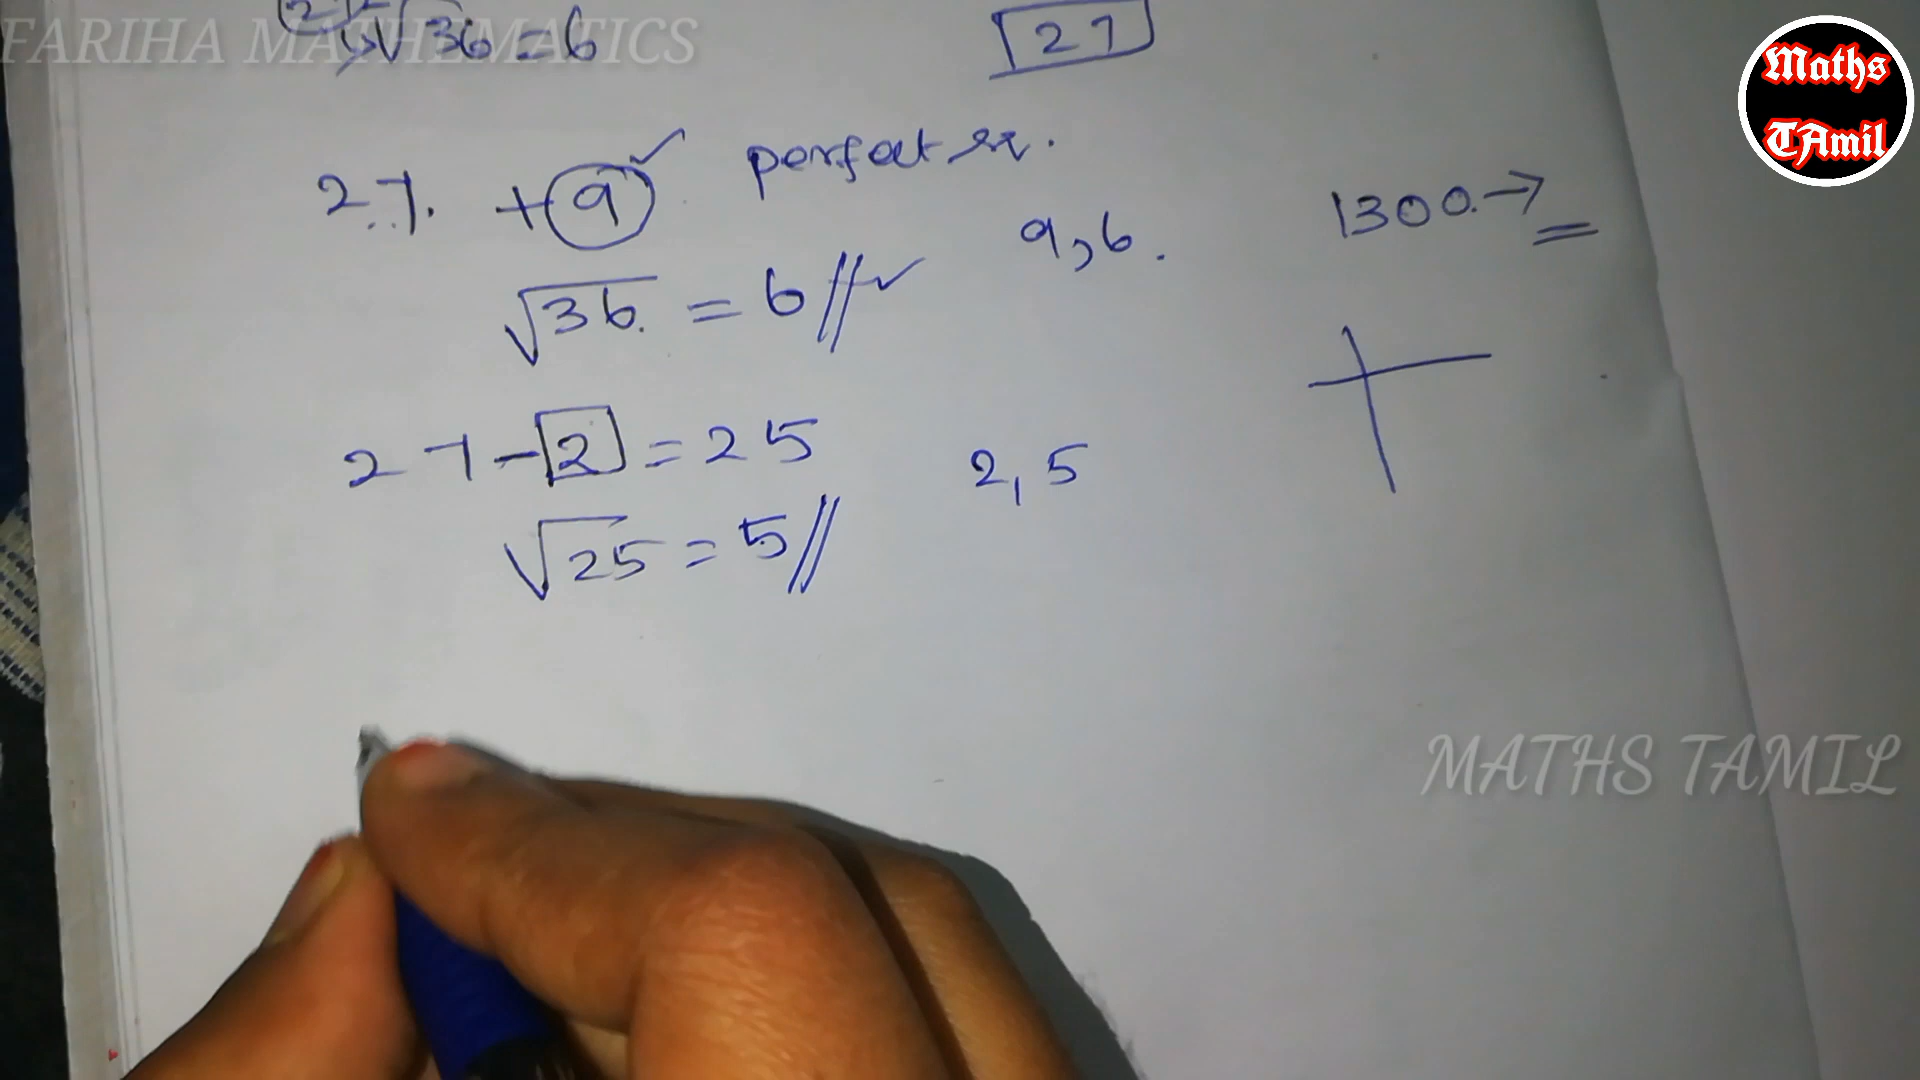 FARIHA MATHEMATICS
√36 = 6
27
Maths
TAmil
27. + 9 ✓ perfect sq.
9, 6.
1300. →
√36. = 6 // ✓
27 - 2 = 25
2, 5
√25 = 5 //
MATHS TAMIL